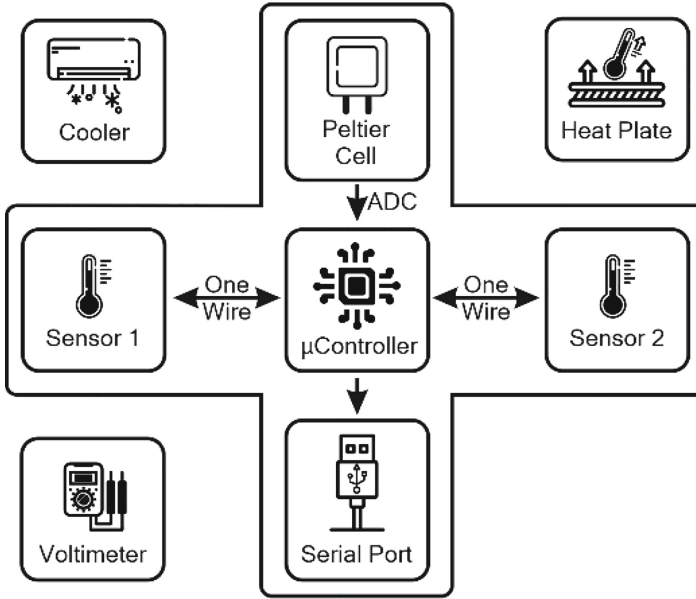 Cooler
Peltier
Cell
Heat Plate
ADC
Sensor 1
One
Wire
µController
One
Wire
Sensor 2
Voltimeter
Serial Port